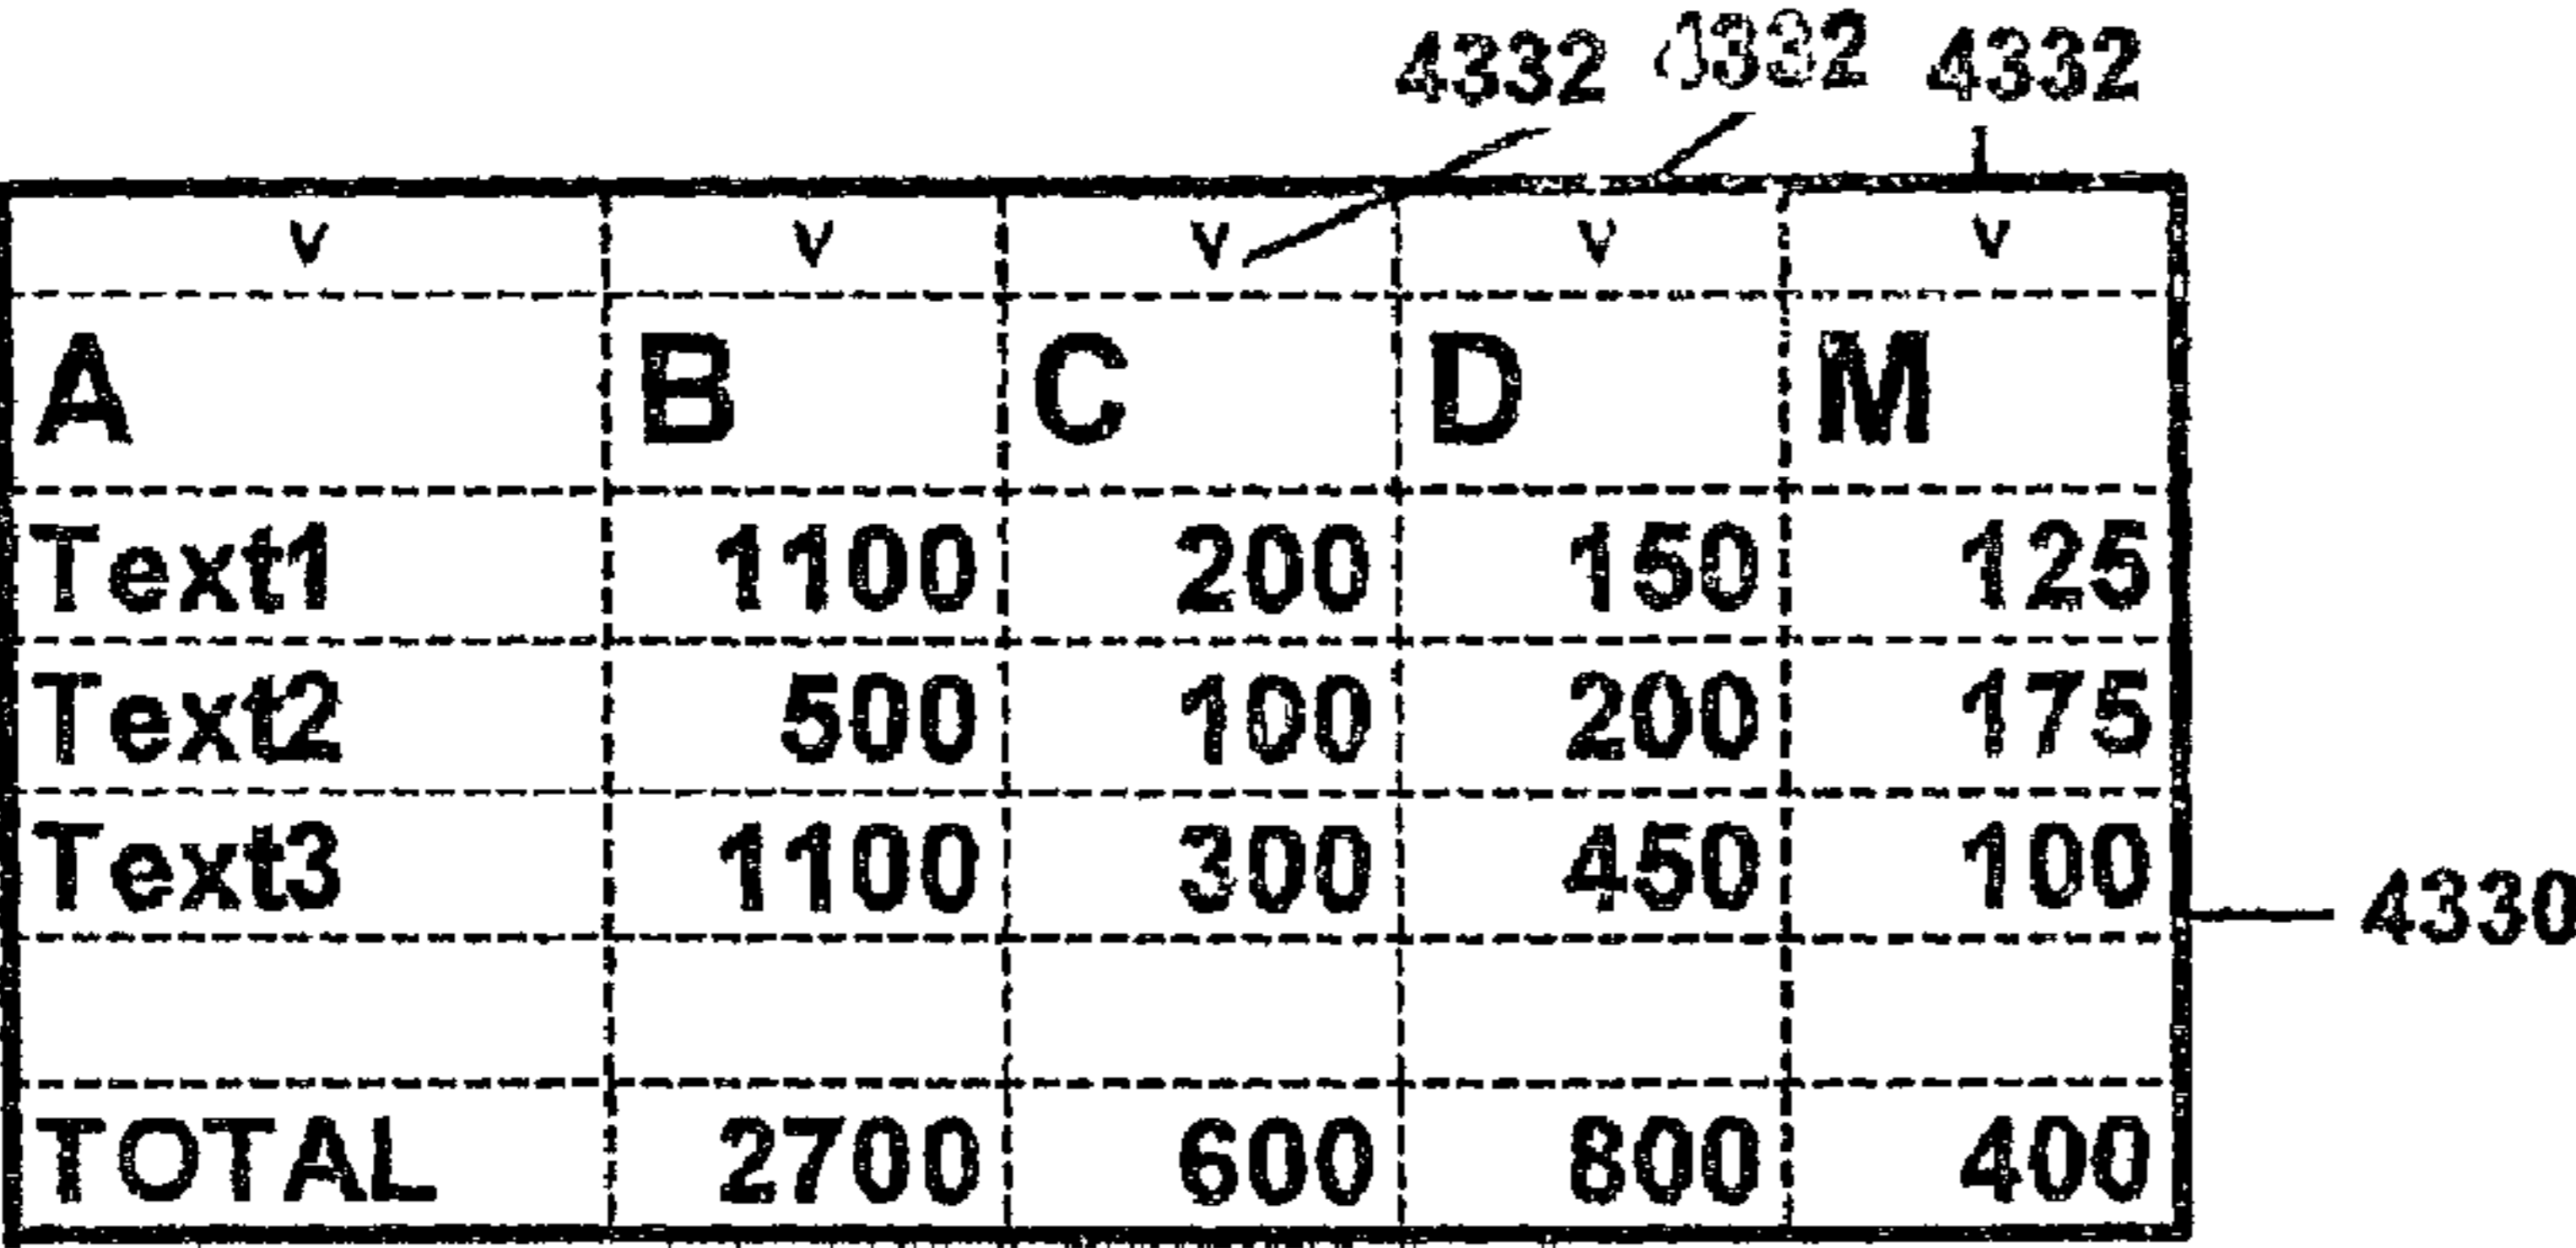 4332 4332 4332
v v v v v
A B C D M
Text1 1100 200 150 125
Text2 500 100 200 175
Text3 1100 300 450 100
4330
TOTAL 2700 600 800 400